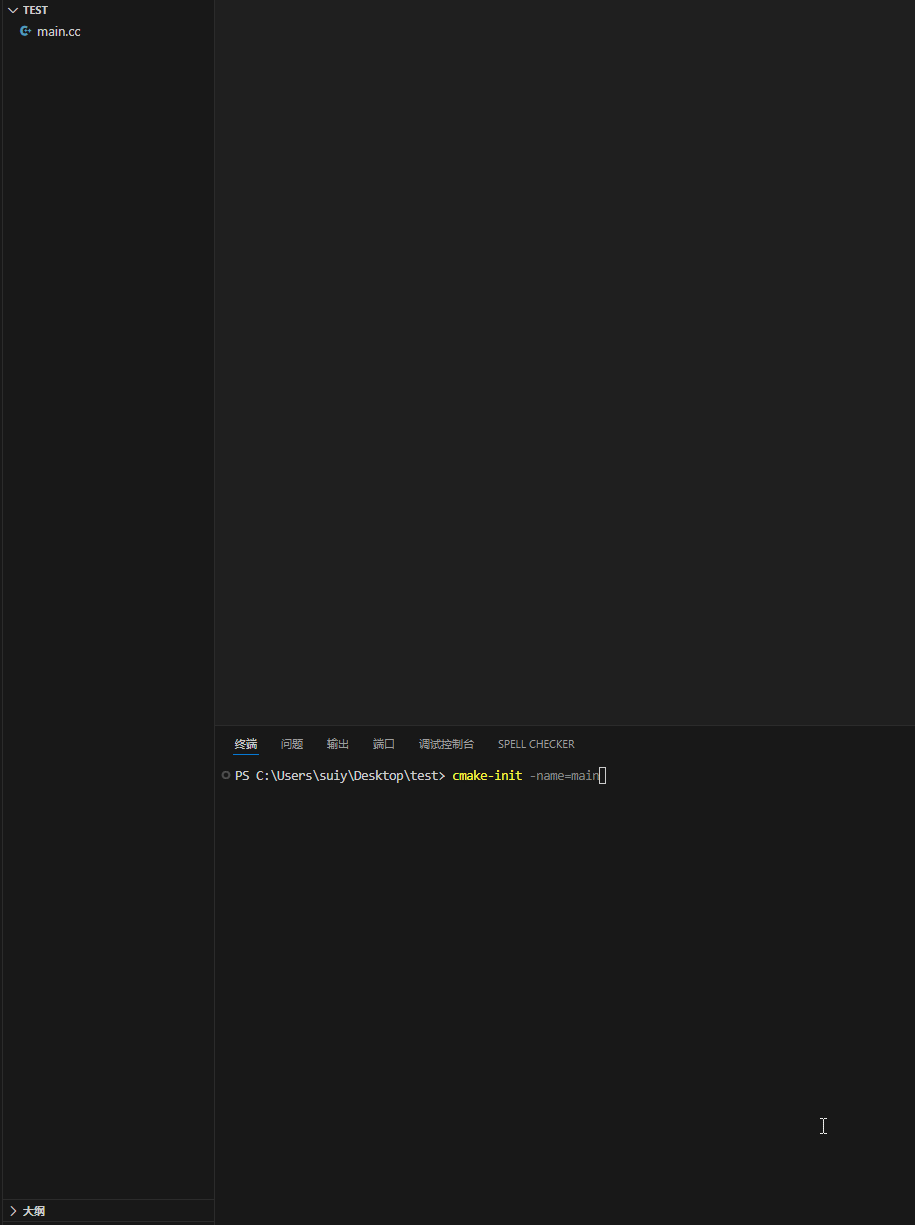 TEST
main.cc
终端 问题 输出 端口 调试控制台 SPELL CHECKER
PS C:\Users\suiy\Desktop\test> cmake-init -name=main
大纲